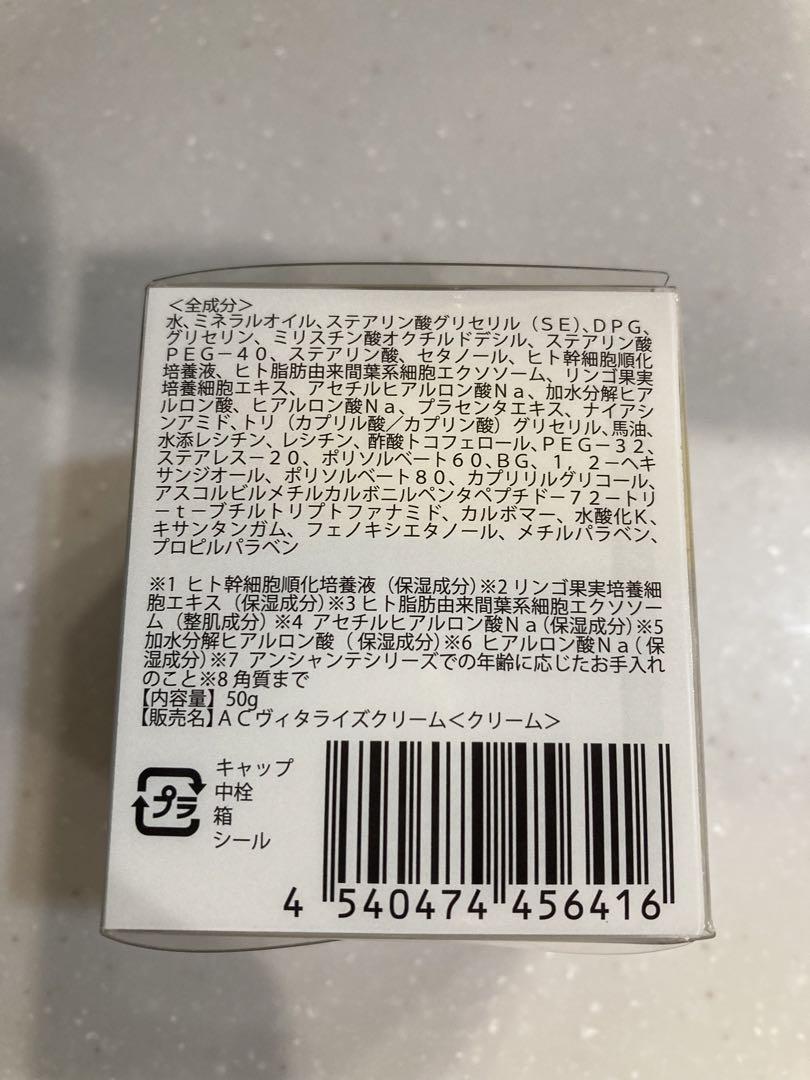 ＜全成分＞
水、ミネラルオイル、ステアリン酸グリセリル（ＳＥ）、ＤＰＧ、
グリセリン、ミリスチン酸オクチルドデシル、ステアリン酸
ＰＥＧ－４０、ステアリン酸、セタノール、ヒト幹細胞順化
培養液、ヒト脂肪由来間葉系細胞エクソソーム、リンゴ果実
培養細胞エキス、アセチルヒアルロン酸Ｎａ、加水分解ヒア
ルロン酸、ヒアルロン酸Ｎａ、プラセンタエキス、ナイアシ
ンアミド、トリ（カプリル酸／カプリン酸）グリセリル、馬油、
水添レシチン、レシチン、酢酸トコフェロール、ＰＥＧ－３２、
ステアレス－２０、ポリソルベート６０、ＢＧ、１，２－ヘキ
サンジオール、ポリソルベート８０、カプリリルグリコール、
アスコルビルメチルカルボニルペンタペプチド－７２－トリ
－ｔ－ブチルトリプトファナミド、カルボマー、水酸化Ｋ、
キサンタンガム、フェノキシエタノール、メチルパラベン、
プロピルパラベン
※1 ヒト幹細胞順化培養液（保湿成分）※2リンゴ果実培養細
胞エキス（保湿成分）※3ヒト脂肪由来間葉系細胞エクソソー
ム（整肌成分）※4 アセチルヒアルロン酸Ｎａ（保湿成分）※5
加水分解ヒアルロン酸（保湿成分）※6 ヒアルロン酸Ｎａ（保
湿成分）※7 アンシャンテシリーズでの年齢に応じたお手入れ
のこと※8角質まで
【内容量】50g
【販売名】ＡＣヴィタライズクリーム＜クリーム＞
プラ
キャップ
中栓
箱
シール
4 540474 456416